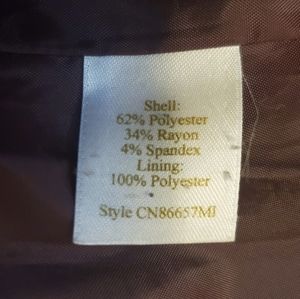 Shell:
62% Polyester
34% Rayon
4% Spandex
Lining:
100% Polyester
Style CN86657MI